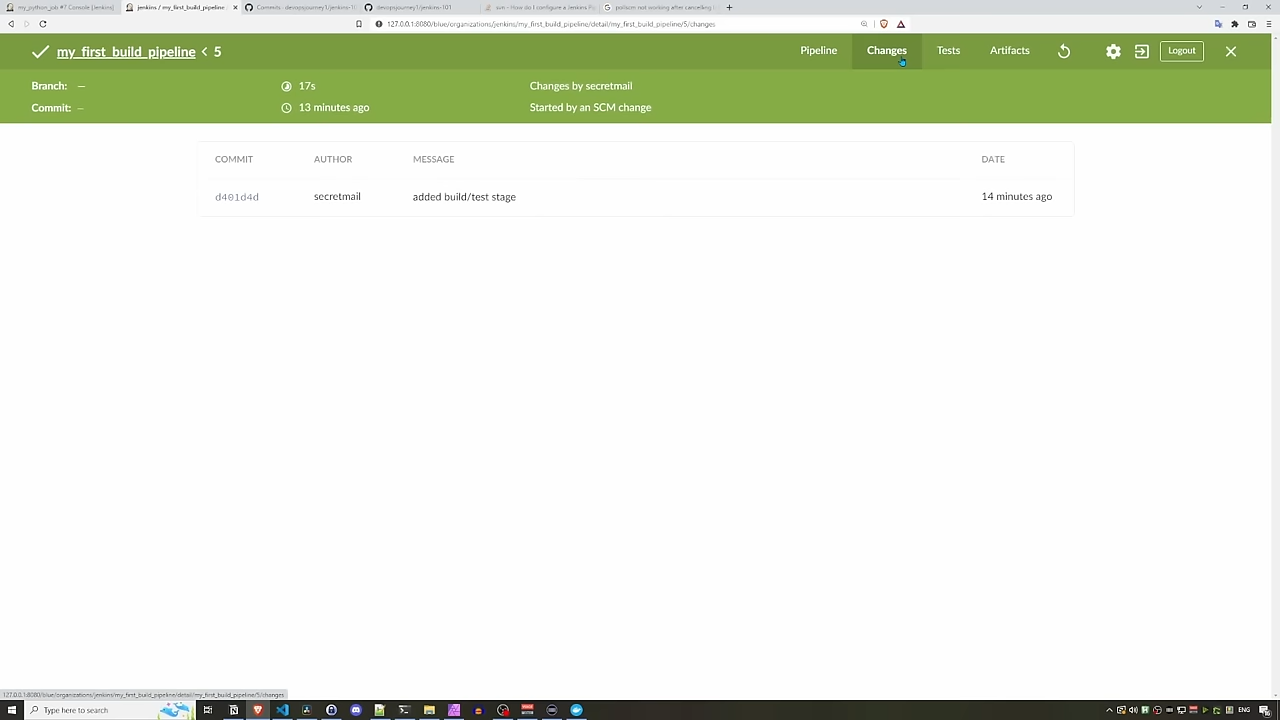 my_python_job #7 Console [Jenkins]
jenkins / my_first_build_pipeline
Commits · devopsjourney1/jenkins-10
devopsjourney1/jenkins-101
svn - How do I configure a Jenkins Pi
pollscm not working after cancelling
127.0.0.1:8080/blue/organizations/jenkins/my_first_build_pipeline/detail/my_first_build_pipeline/5/changes
my_first_build_pipeline < 5
Pipeline
Changes
Tests
Artifacts
Logout
Branch: —
17s
Changes by secretmail
Commit: —
13 minutes ago
Started by an SCM change
COMMIT AUTHOR MESSAGE DATE
d401d4d secretmail added build/test stage 14 minutes ago
127.0.0.1:8080/blue/organizations/jenkins/my_first_build_pipeline/detail/my_first_build_pipeline/5/changes
Type here to search
ENG